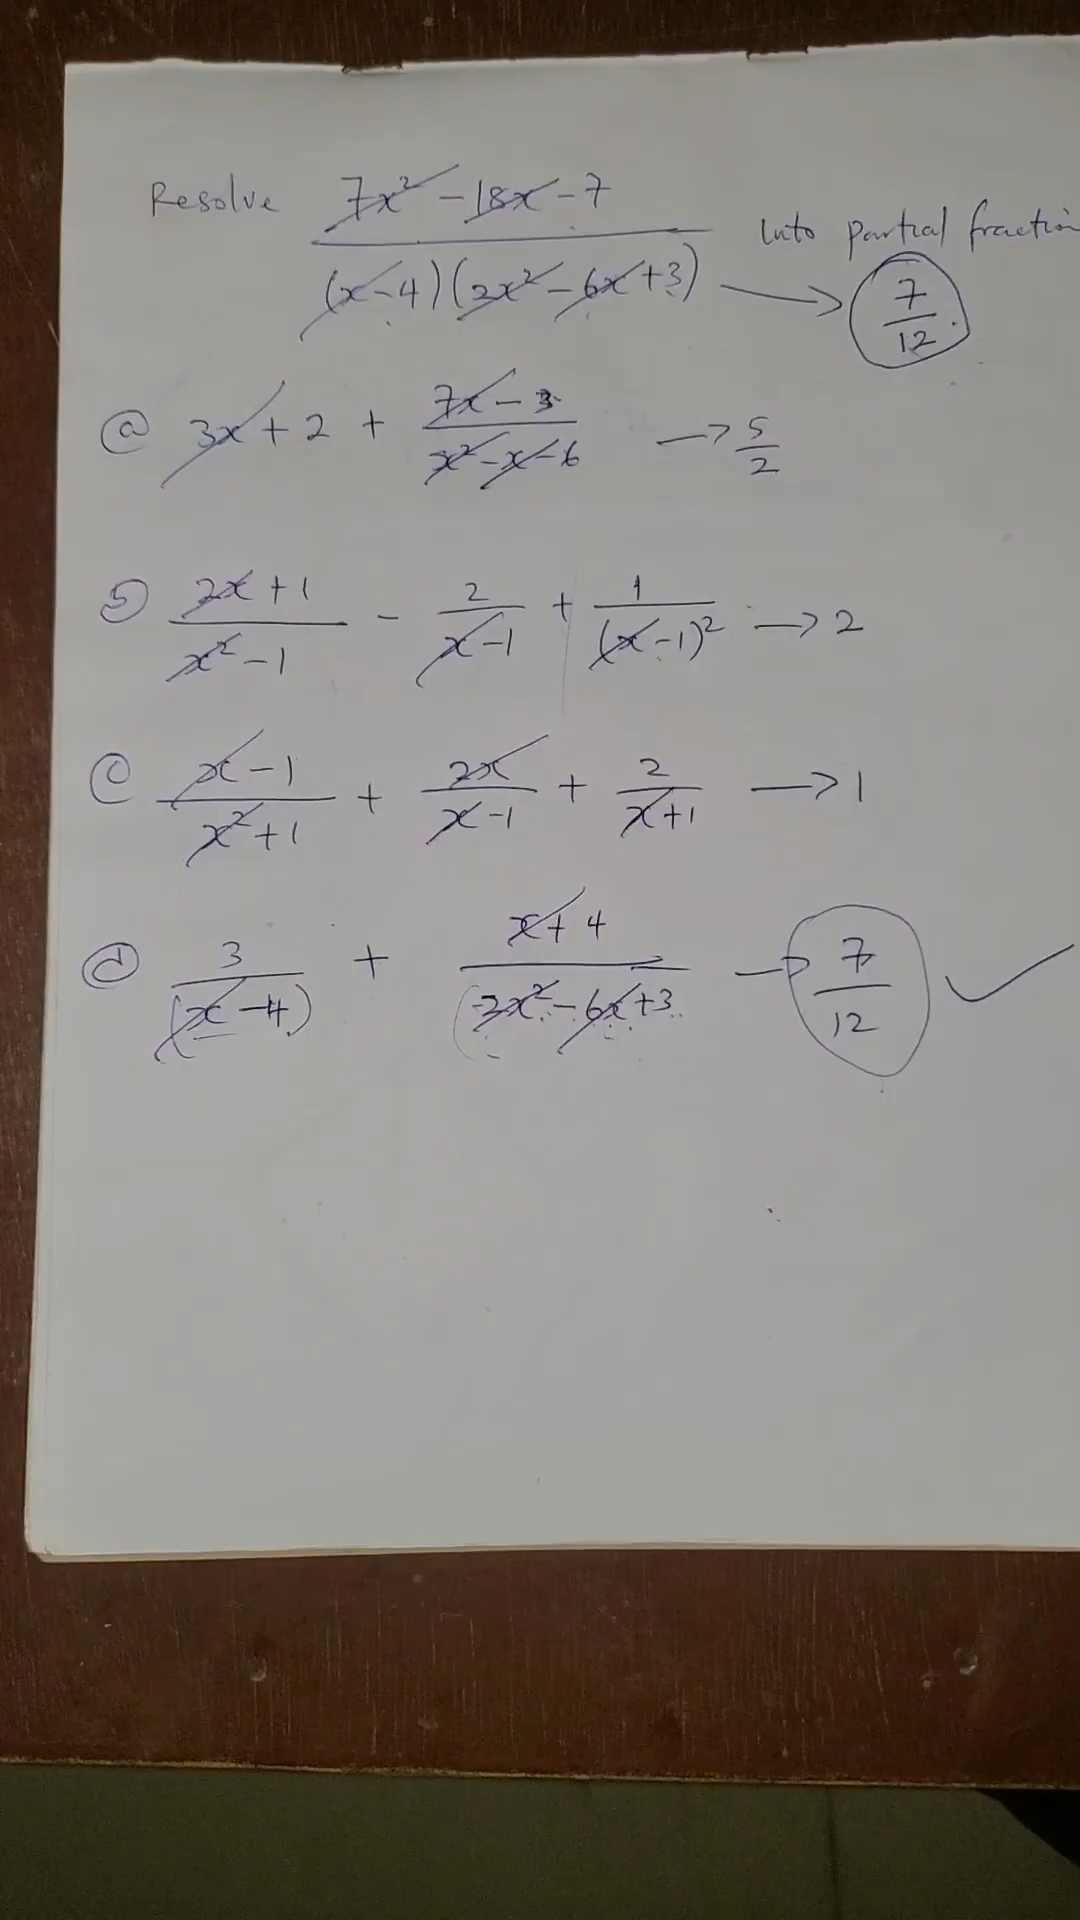 Resolve (7x² - 18x - 7) / ((x - 4)(2x² - 6x + 3)) into partial fraction → 7/12
(a) 3x + 2 + (7x - 3)/(x² - x - 6) → 5/2
(b) (2x + 1)/(x² - 1) - 2/(x - 1) + 1/(x - 1)² → 2
(c) (x - 1)/(x² + 1) + 2x/(x - 1) + 2/(x + 1) → 1
(d) 3/(x - 4) + (x + 4)/(2x² - 6x + 3 → 7/12 ✓